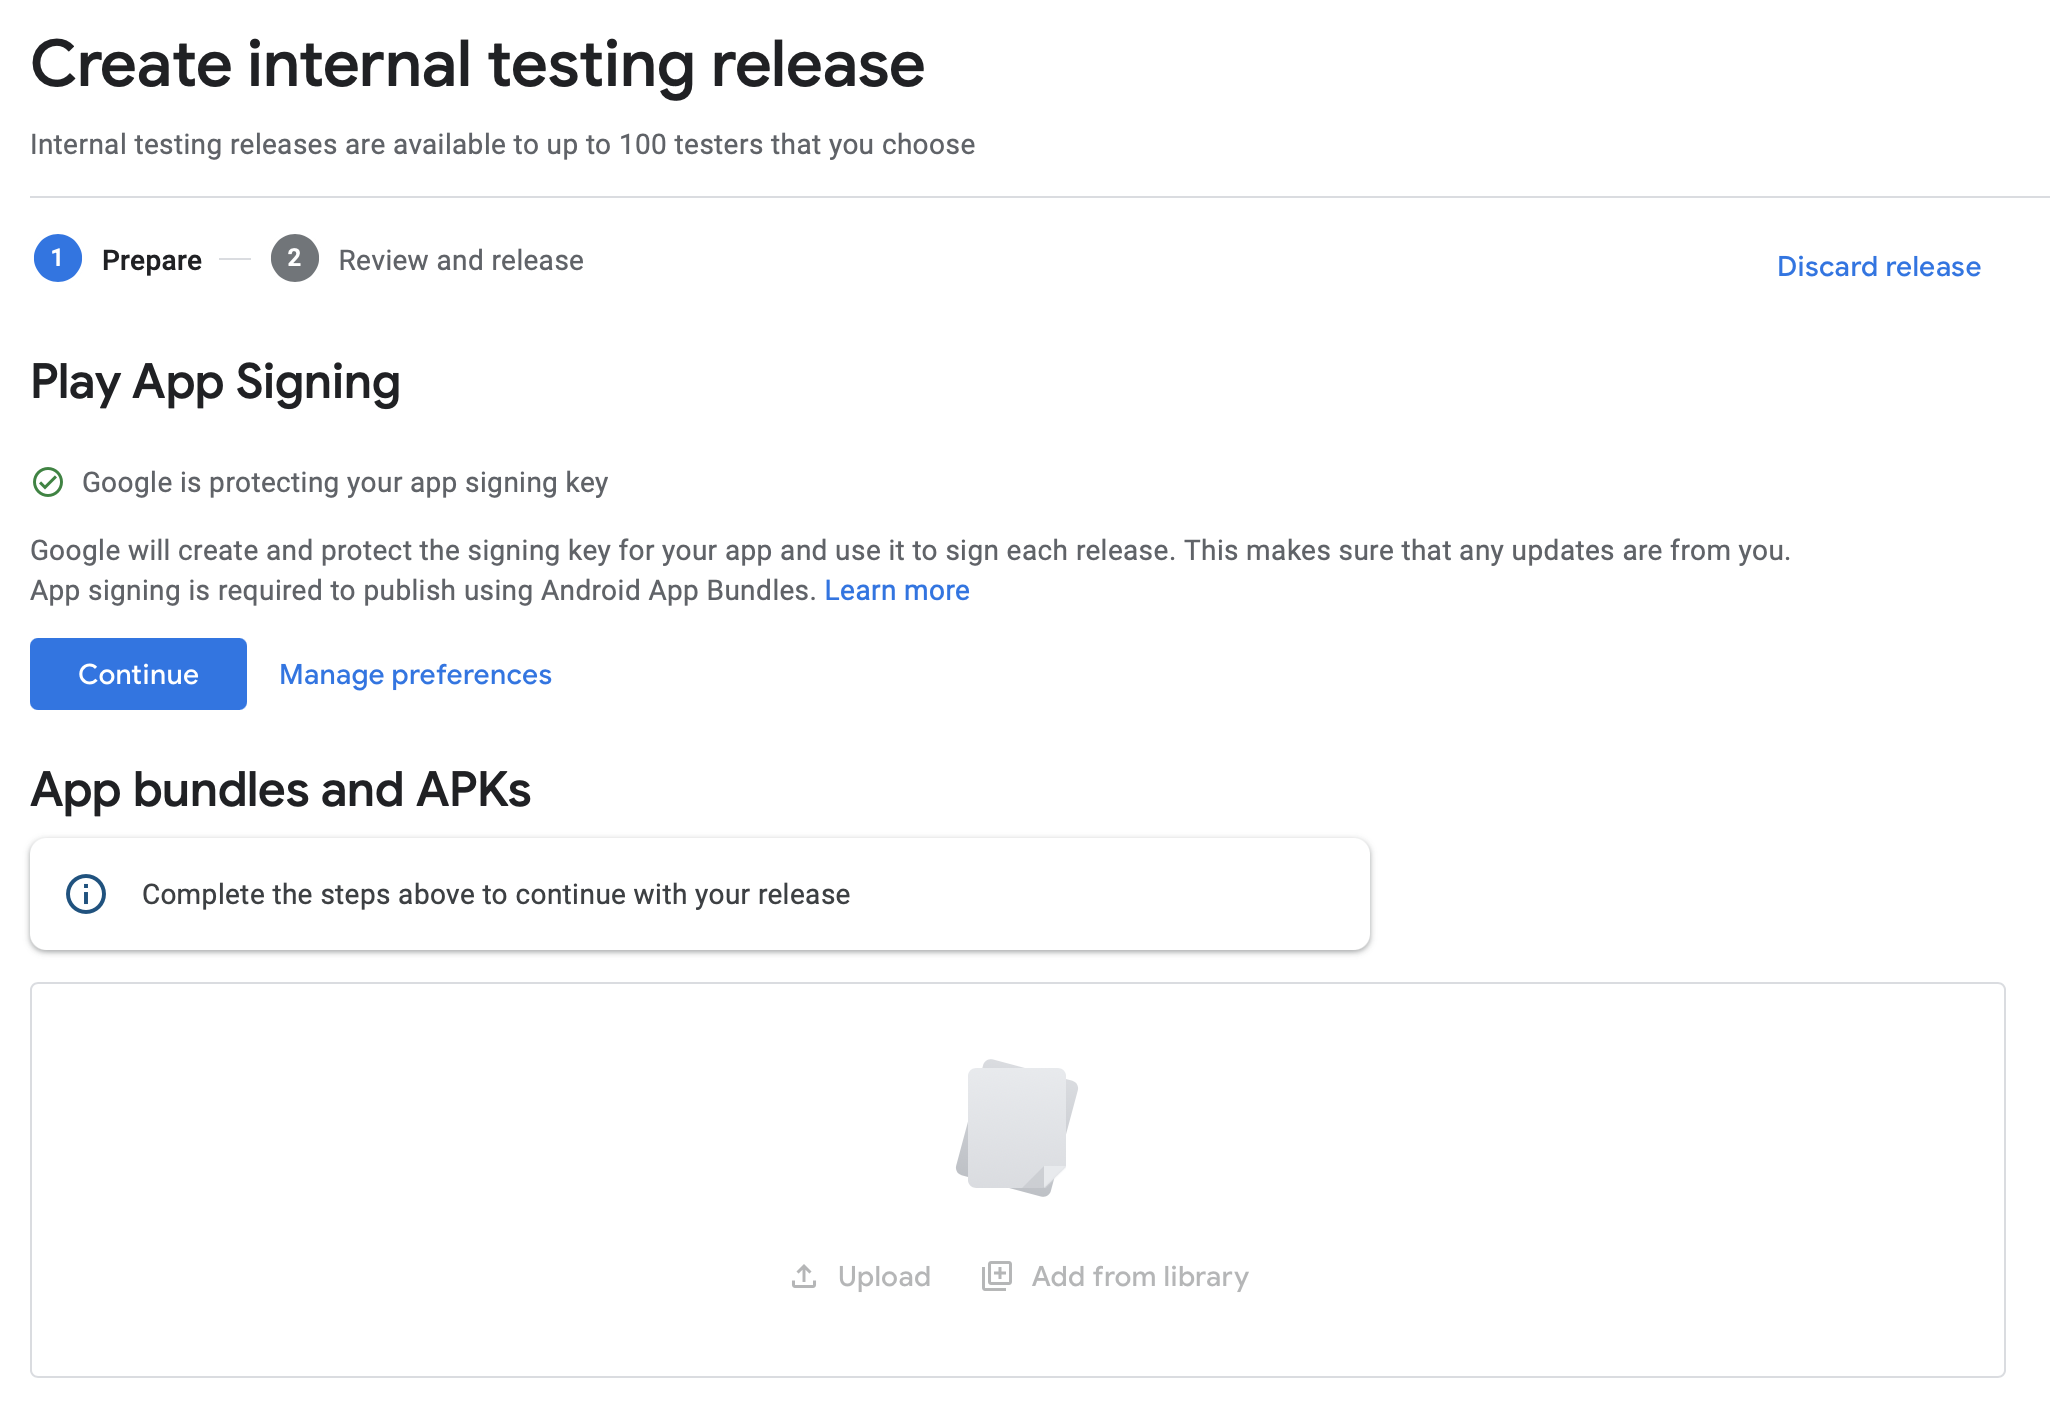 Create internal testing release
Internal testing releases are available to up to 100 testers that you choose
1 Prepare 2 Review and release
Discard release
Play App Signing
Google is protecting your app signing key
Google will create and protect the signing key for your app and use it to sign each release. This makes sure that any updates are from you.
App signing is required to publish using Android App Bundles. Learn more
Continue Manage preferences
App bundles and APKs
Complete the steps above to continue with your release
Upload Add from library